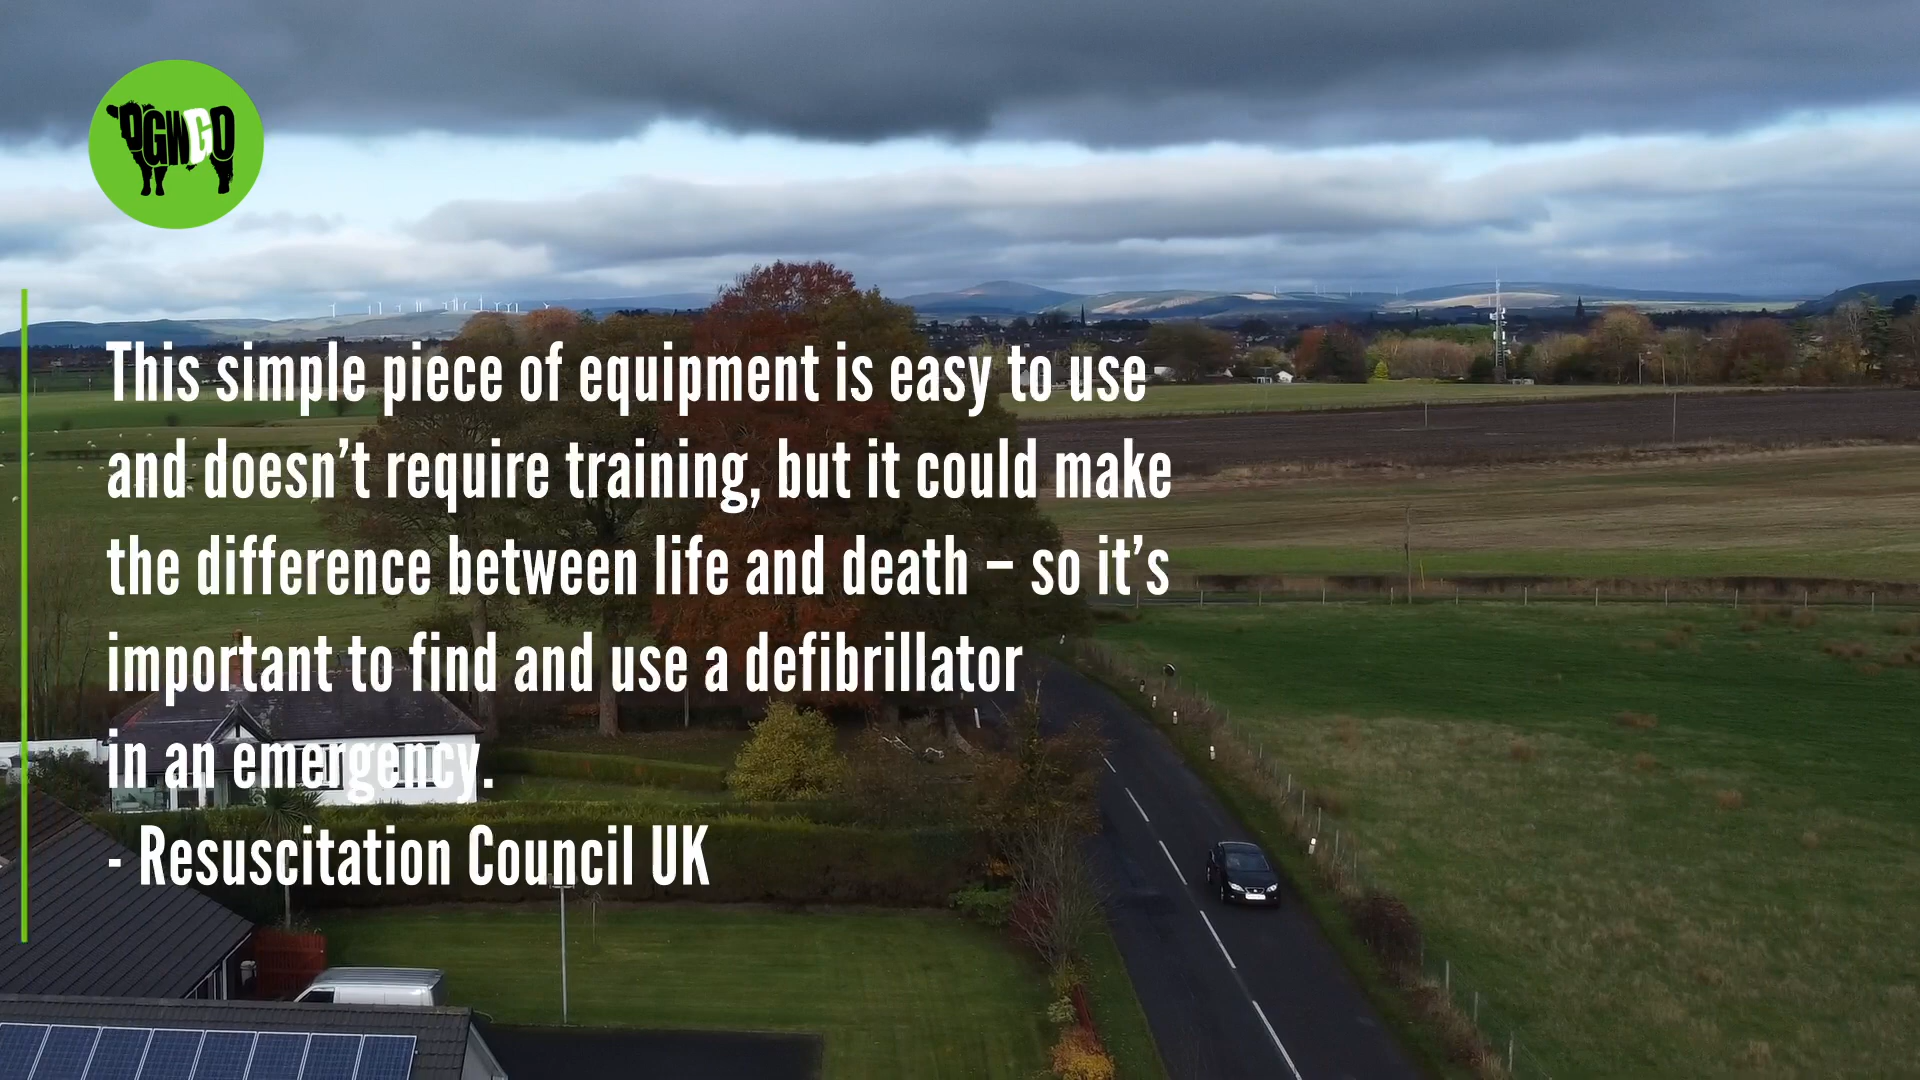 DGWGO
This simple piece of equipment is easy to use
and doesn’t require training, but it could make
the difference between life and death – so it’s
important to find and use a defibrillator
in an emergency.
- Resuscitation Council UK